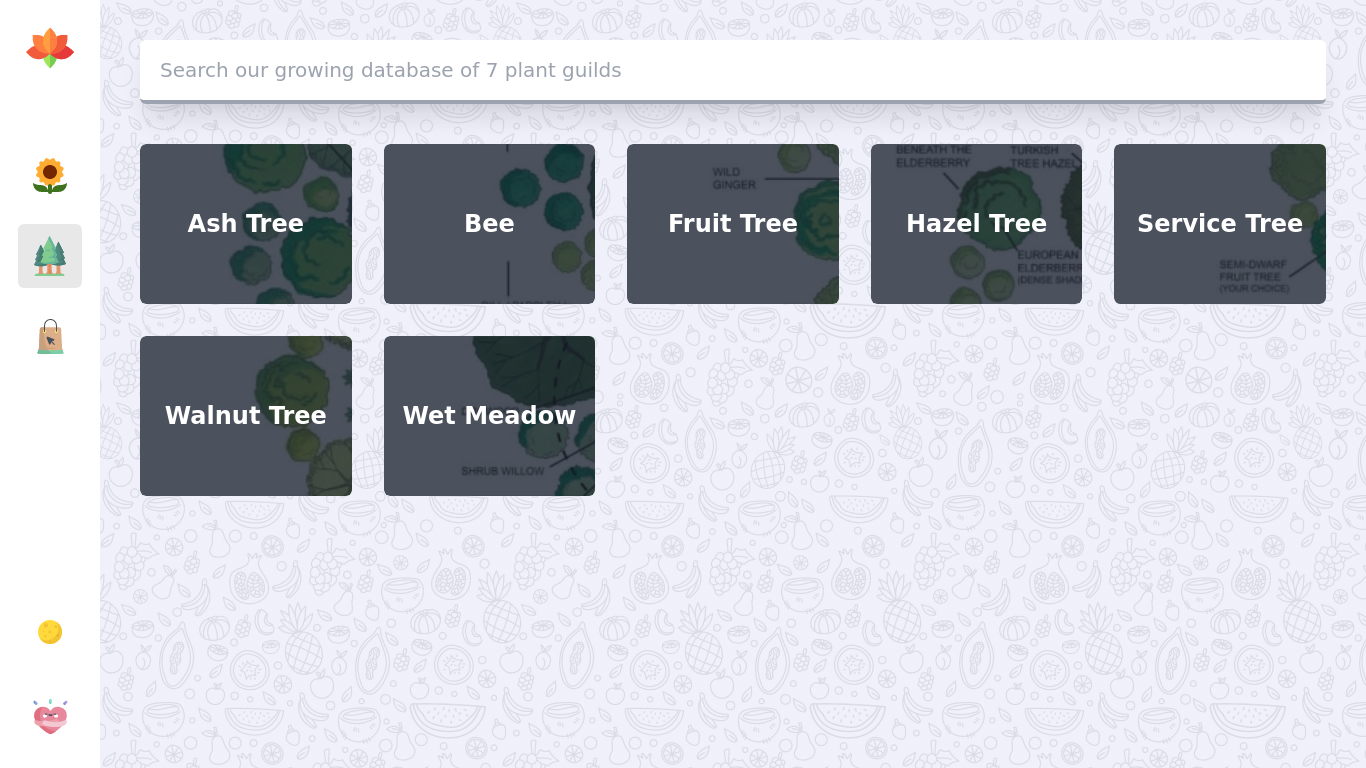 Search our growing database of 7 plant guilds
Ash Tree
Bee
WILD
GINGER
Fruit Tree
BENEATH THE
ELDERBERRY
TURKISH
TREE HAZEL
Hazel Tree
EUROPEAN
ELDERBERR
(DENSE SHAD
Service Tree
SEMI-DWARF
FRUIT TREE
(YOUR CHOICE)
Walnut Tree
Wet Meadow
SHRUB WILLOW